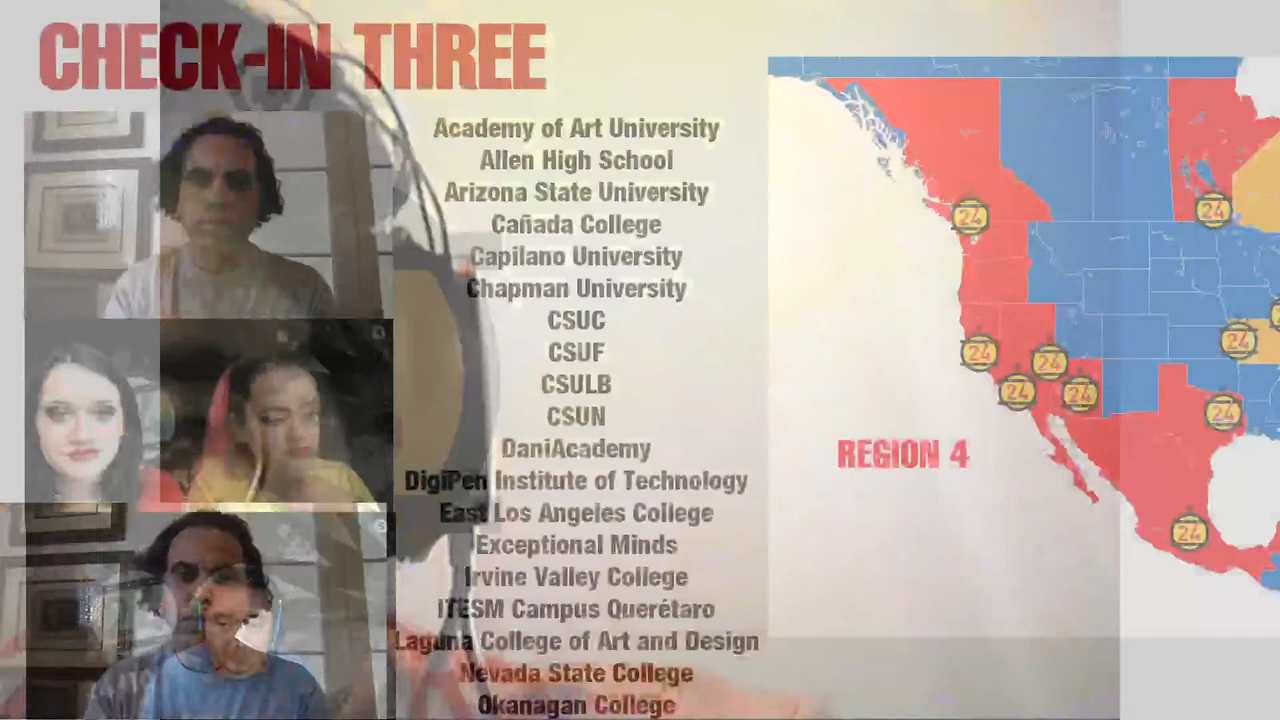 CHECK-IN THREE
Academy of Art University
Allen High School
Arizona State University
Cañada College
Capilano University
Chapman University
CSUC
CSUF
CSULB
CSUN
DaniAcademy
DigiPen Institute of Technology
East Los Angeles College
Exceptional Minds
Irvine Valley College
ITESM Campus Querétaro
Laguna College of Art and Design
Nevada State College
Okanagan College
24
24
24
24
24
24
24
24
24
REGION 4